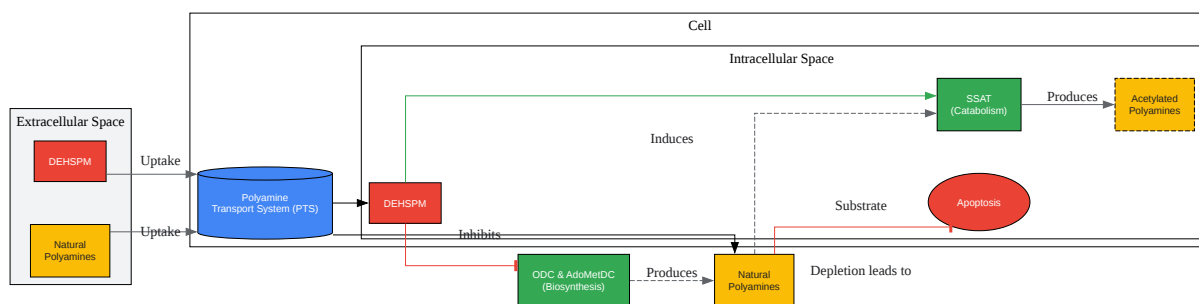 Cell
Intracellular Space
Extracellular Space
DEHSPM
Uptake
Natural
Polyamines
Uptake
Polyamine
Transport System (PTS)
DEHSPM
Induces
Inhibits
SSAT
(Catabolism)
Produces
Acetylated
Polyamines
Substrate
Apoptosis
ODC & AdoMetDC
(Biosynthesis)
Produces
Natural
Polyamines
Depletion leads to